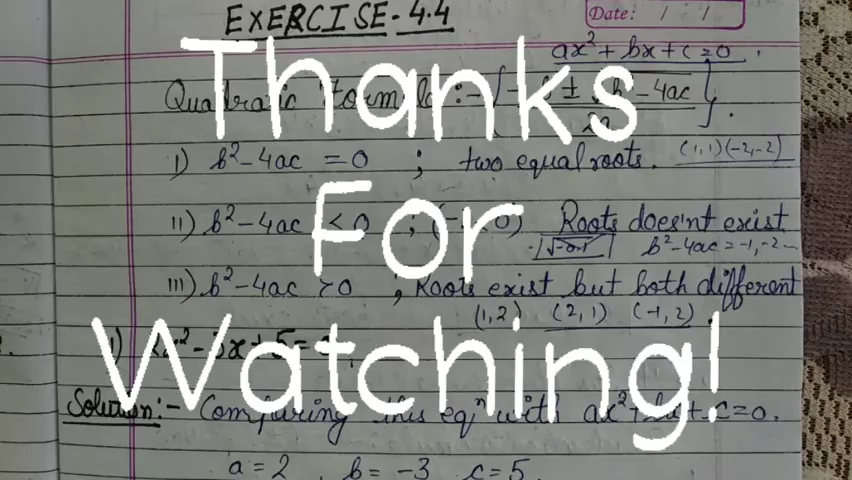 EXERCISE-4.4
Date: / /
ax²+bx+c=0.
Thanks
Quadratic Formula:-
-4ac
i) b²-4ac = 0 ; two equal roots. (1,1)(-2,-2)
ii) b²-4ac < 0 ; Roots does'nt exist
For
b²-4ac = -1, -2 --
iii) b²-4ac > 0 ; Roots exist but both different
(1,2) (2,1) (-1,2).
Watching!
Solution:- Comparing this eqⁿ with ax²+bx+c=0.
a=2 b=-3 c=5.